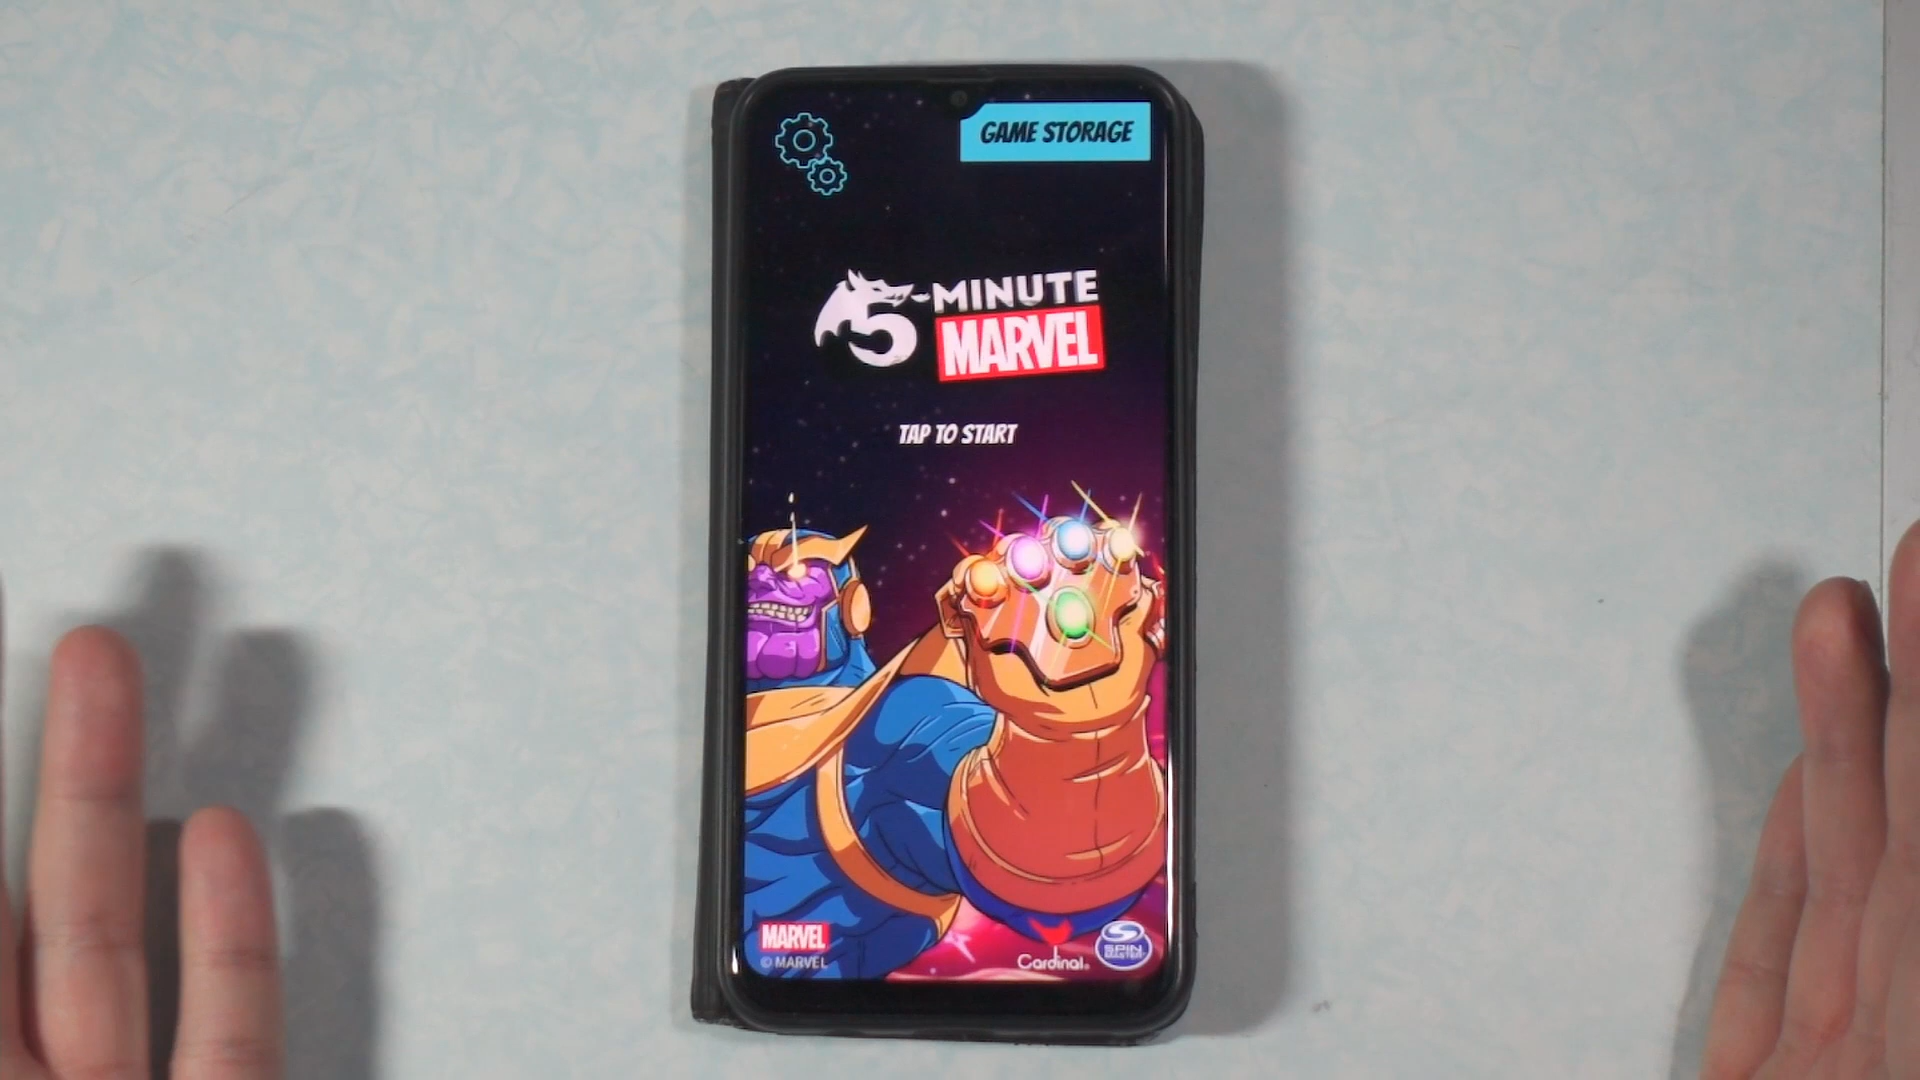 GAME STORAGE
5-MINUTE
MARVEL
TAP TO START
MARVEL
© MARVEL
Cardinal®
SPIN
MASTER